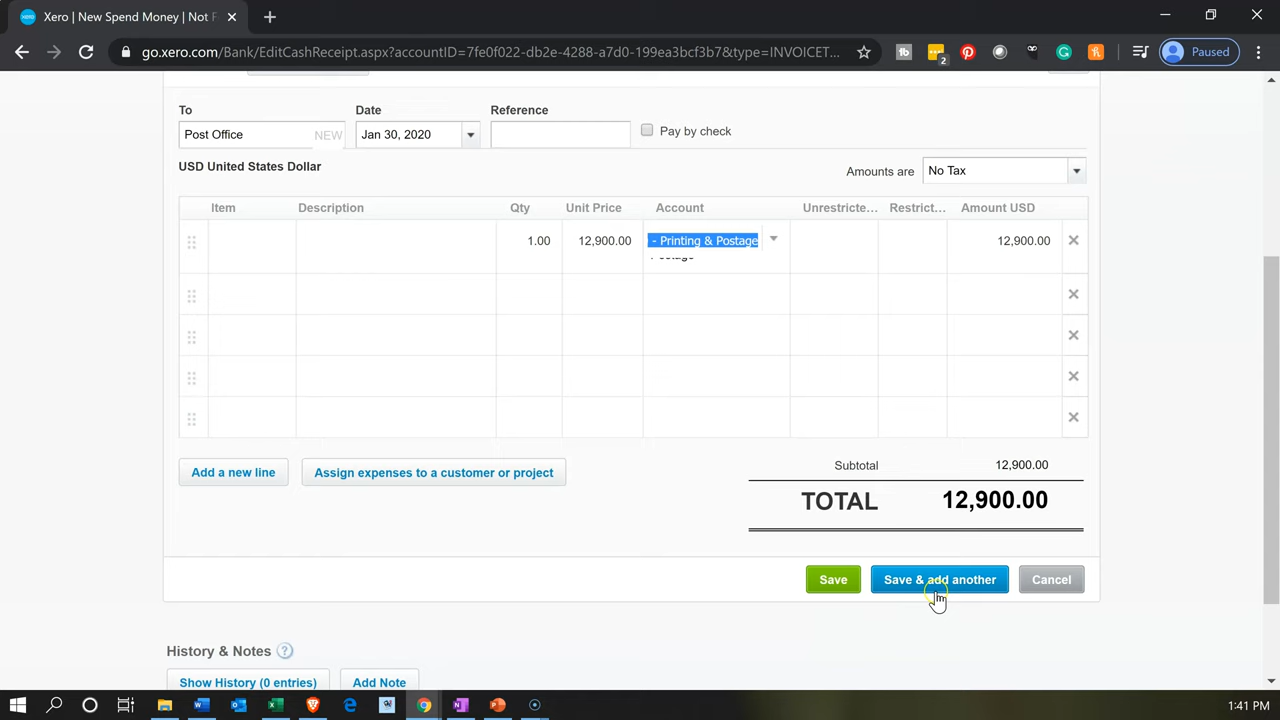 Xero | New Spend Money | Not F
go.xero.com/Bank/EditCashReceipt.aspx?accountID=7fe0f022-db2e-4288-a7d0-199ea3bcf3b7&type=INVOICET...
2
Paused
To
Date
Reference
Post Office NEW
Jan 30, 2020
Pay by check
USD United States Dollar
Amounts are
No Tax
Item Description Qty Unit Price Account Unrestricte... Restrict... Amount USD
1.00 12,900.00 - Printing & Postage 12,900.00
Postage
Add a new line
Assign expenses to a customer or project
Subtotal 12,900.00
TOTAL 12,900.00
Save
Save & add another
Cancel
History & Notes ?
Show History (0 entries)
Add Note
1:41 PM